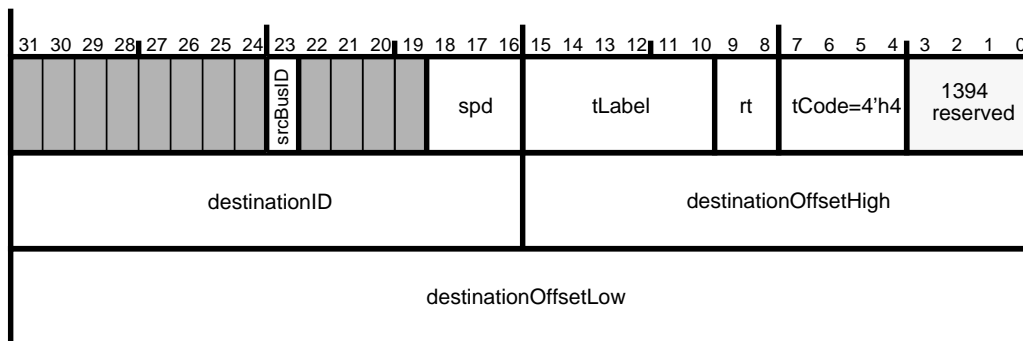 31 30 29 28 27 26 25 24 23 22 21 20 19 18 17 16 15 14 13 12 11 10 9 8 7 6 5 4 3 2 1 0
srcBusID
spd
tLabel
rt
tCode=4'h4
1394
reserved
destinationID
destinationOffsetHigh
destinationOffsetLow